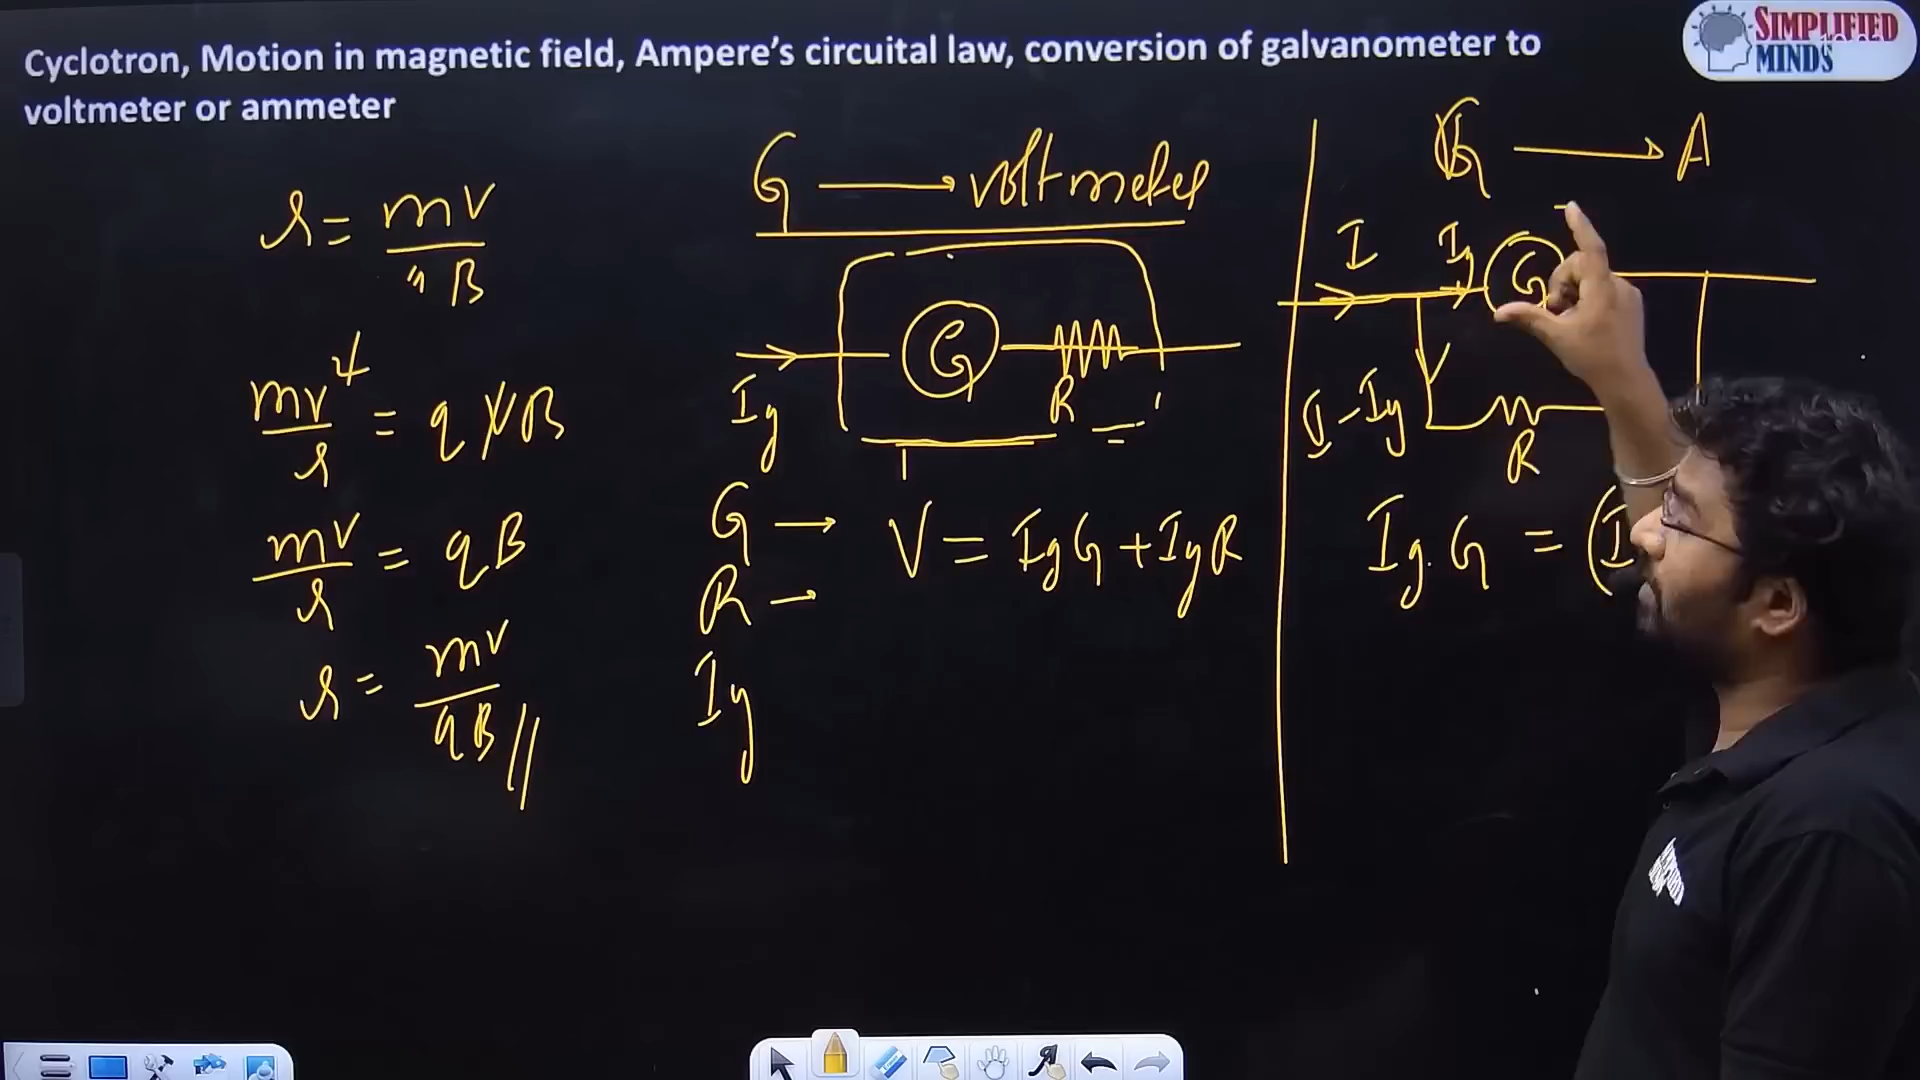 Cyclotron, Motion in magnetic field, Ampere's circuital law, conversion of galvanometer to
voltmeter or ammeter
SIMPLIFIED
MINDS
r = mv / qB
mv² / r = qvB
mv / r = qB
r = mv / qB //
G → voltmeter
Ig
G
R
G →
V = IgG + IgR
R →
Ig
G → A
I
Ig
G
I - Ig
R
Ig.G = (I